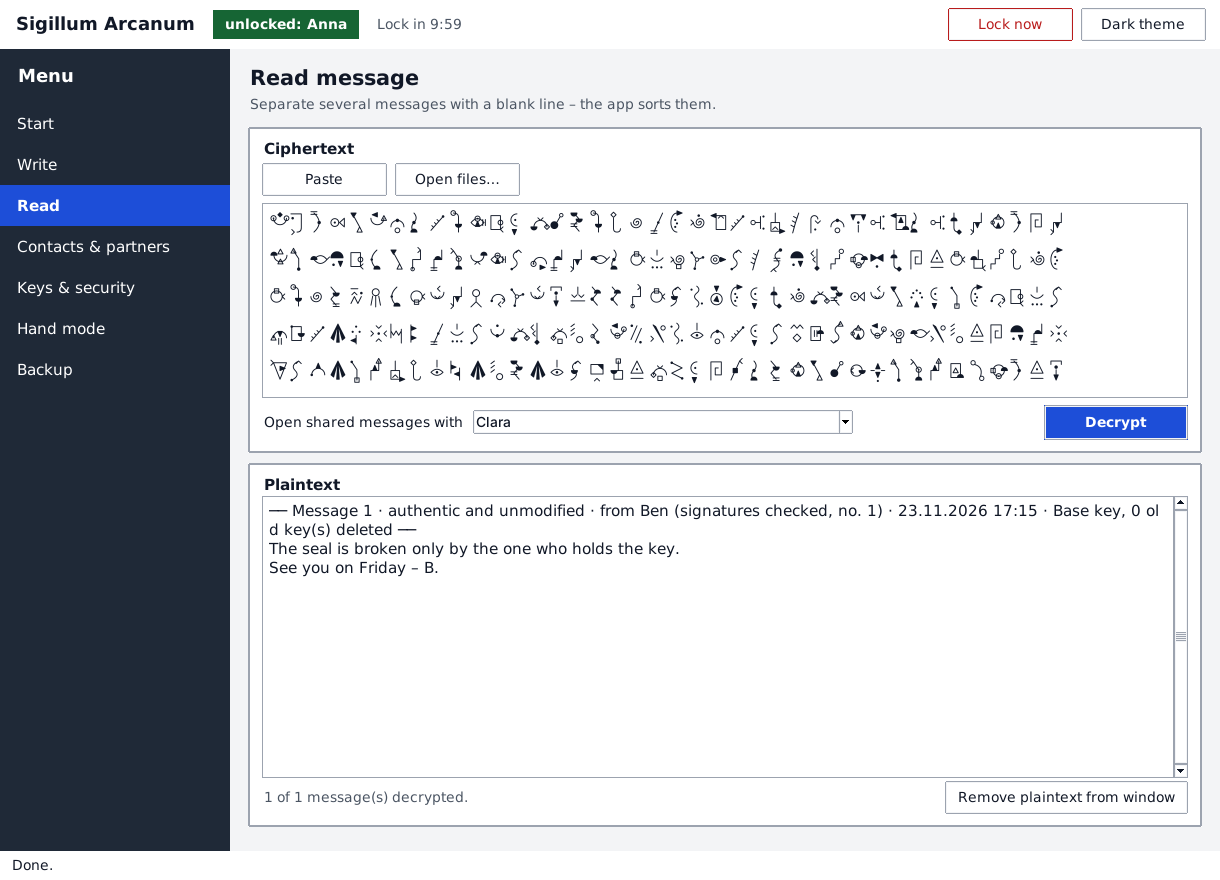 Sigillum Arcanum
unlocked: Anna
Lock in 9:59
Lock now
Dark theme
Menu
Start
Write
Read
Contacts & partners
Keys & security
Hand mode
Backup
Read message
Separate several messages with a blank line – the app sorts them.
Ciphertext
Paste
Open files...
Open shared messages with
Clara
Decrypt
Plaintext
── Message 1 · authentic and unmodified · from Ben (signatures checked, no. 1) · 23.11.2026 17:15 · Base key, 0 ol
d key(s) deleted ──
The seal is broken only by the one who holds the key.
See you on Friday – B.
1 of 1 message(s) decrypted.
Remove plaintext from window
Done.